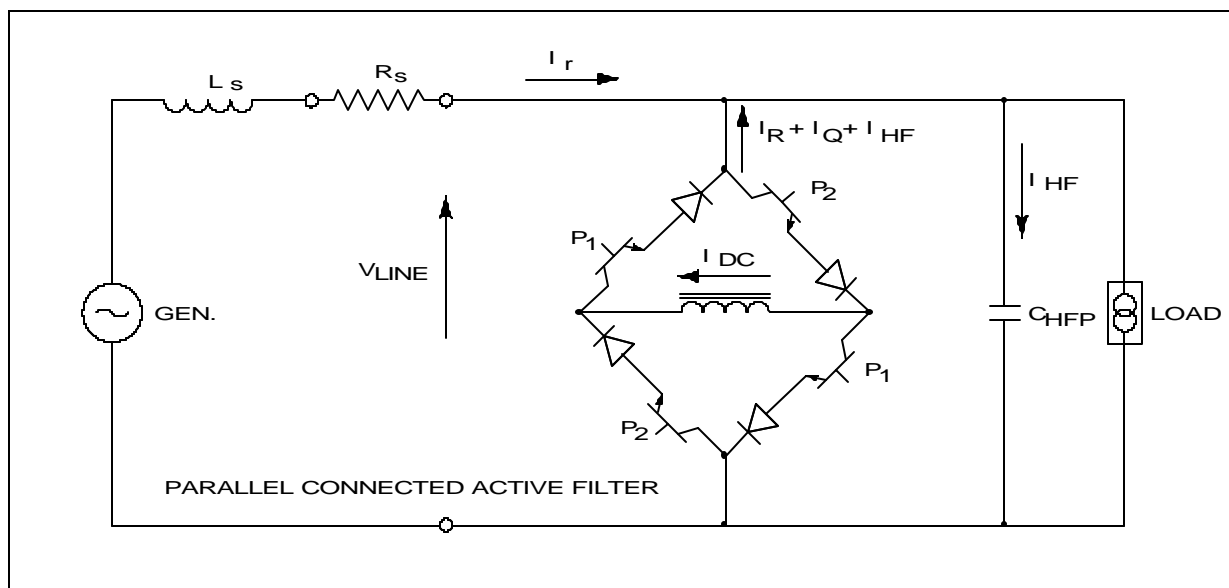 L S
R S
I r
I R + I Q + I HF
P 2
I HF
P 1
I DC
V LINE
GEN.
C HFP
LOAD
P 1
P 2
PARALLEL CONNECTED ACTIVE FILTER